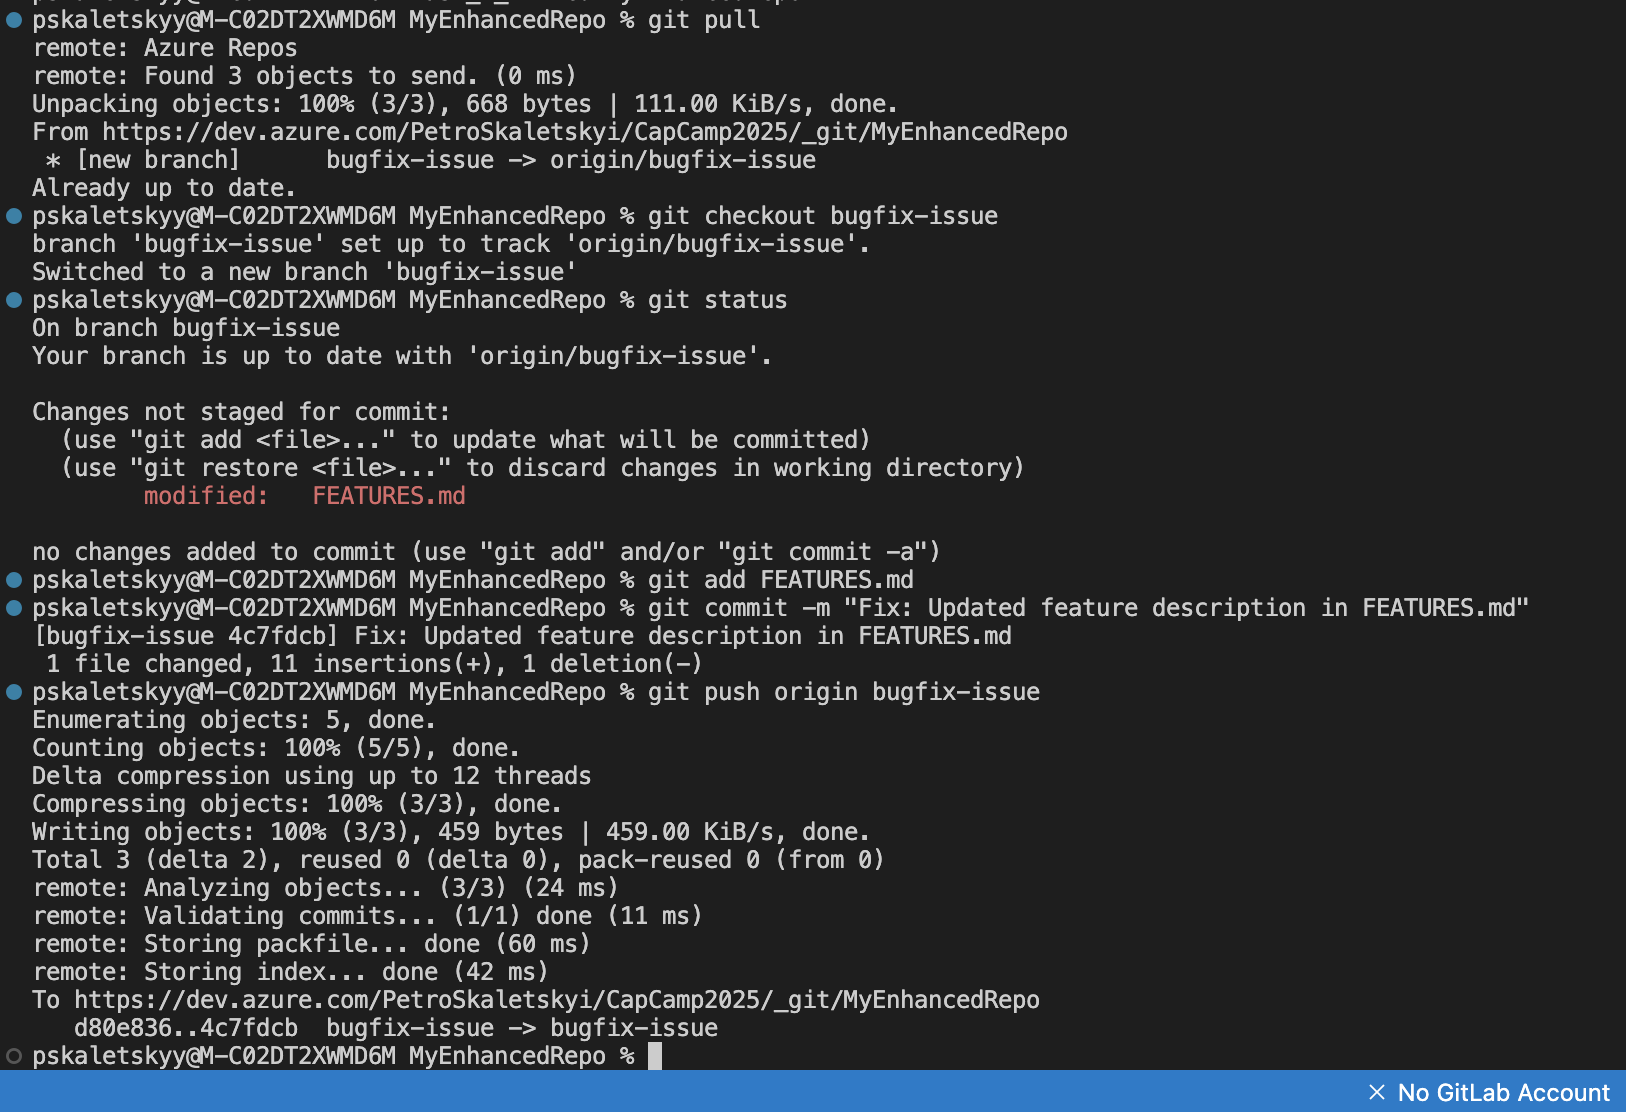 pskaletskyy@M-C02DT2XWMD6M MyEnhancedRepo % git pull
remote: Azure Repos
remote: Found 3 objects to send. (0 ms)
Unpacking objects: 100% (3/3), 668 bytes | 111.00 KiB/s, done.
From https://dev.azure.com/PetroSkaletskyi/CapCamp2025/_git/MyEnhancedRepo
 * [new branch]      bugfix-issue -> origin/bugfix-issue
Already up to date.
pskaletskyy@M-C02DT2XWMD6M MyEnhancedRepo % git checkout bugfix-issue
branch 'bugfix-issue' set up to track 'origin/bugfix-issue'.
Switched to a new branch 'bugfix-issue'
pskaletskyy@M-C02DT2XWMD6M MyEnhancedRepo % git status
On branch bugfix-issue
Your branch is up to date with 'origin/bugfix-issue'.
Changes not staged for commit:
  (use "git add <file>..." to update what will be committed)
  (use "git restore <file>..." to discard changes in working directory)
        modified:   FEATURES.md
no changes added to commit (use "git add" and/or "git commit -a")
pskaletskyy@M-C02DT2XWMD6M MyEnhancedRepo % git add FEATURES.md
pskaletskyy@M-C02DT2XWMD6M MyEnhancedRepo % git commit -m "Fix: Updated feature description in FEATURES.md"
[bugfix-issue 4c7fdcb] Fix: Updated feature description in FEATURES.md
 1 file changed, 11 insertions(+), 1 deletion(-)
pskaletskyy@M-C02DT2XWMD6M MyEnhancedRepo % git push origin bugfix-issue
Enumerating objects: 5, done.
Counting objects: 100% (5/5), done.
Delta compression using up to 12 threads
Compressing objects: 100% (3/3), done.
Writing objects: 100% (3/3), 459 bytes | 459.00 KiB/s, done.
Total 3 (delta 2), reused 0 (delta 0), pack-reused 0 (from 0)
remote: Analyzing objects... (3/3) (24 ms)
remote: Validating commits... (1/1) done (11 ms)
remote: Storing packfile... done (60 ms)
remote: Storing index... done (42 ms)
To https://dev.azure.com/PetroSkaletskyi/CapCamp2025/_git/MyEnhancedRepo
   d80e836..4c7fdcb  bugfix-issue -> bugfix-issue
pskaletskyy@M-C02DT2XWMD6M MyEnhancedRepo %
No GitLab Account